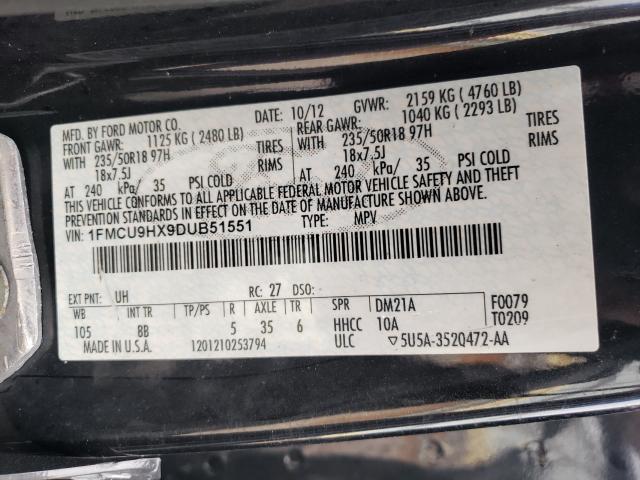 MFD. BY FORD MOTOR CO. DATE: 10/12 GVWR: 2159 KG ( 4760 LB)
FRONT GAWR: 1125 KG ( 2480 LB) REAR GAWR: 1040 KG ( 2293 LB)
WITH 235/50R18 97H TIRES WITH 235/50R18 97H TIRES
18x7.5J RIMS 18x7.5J RIMS
AT 240 kPa/ 35 PSI COLD AT 240 kPa/ 35 PSI COLD
THIS VEHICLE CONFORMS TO ALL APPLICABLE FEDERAL MOTOR VEHICLE SAFETY AND THEFT
PREVENTION STANDARDS IN EFFECT ON THE DATE OF MANUFACTURE SHOWN ABOVE.
VIN: 1FMCU9HX9DUB51551 TYPE: MPV
EXT PNT: UH RC: 27 DSO:
WB INT TR TP/PS R AXLE TR SPR DM21A F0079
105 8B 5 35 6 HHCC 10A T0209
MADE IN U.S.A. 1201210253794 ULC ▽5U5A-3520472-AA